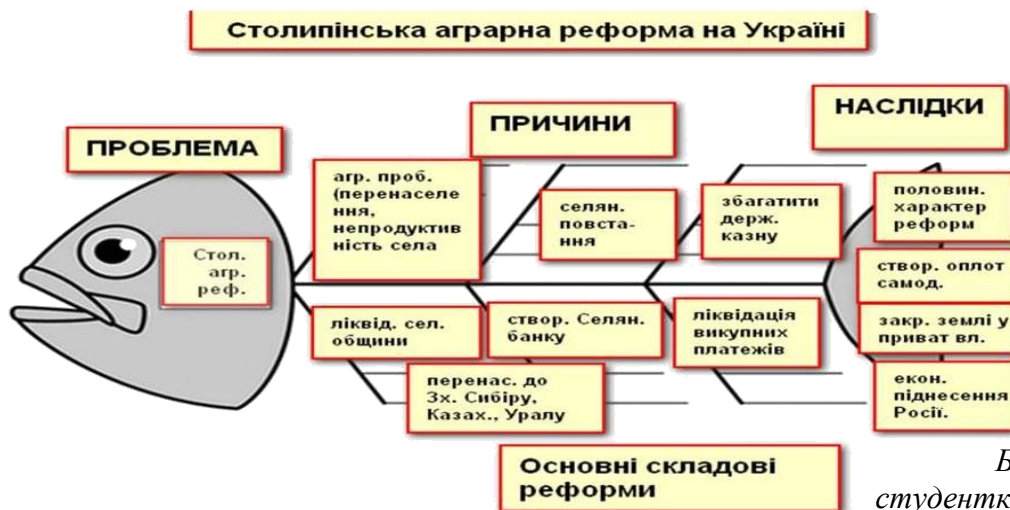 Столипінська аграрна реформа на Україні
ПРОБЛЕМА
ПРИЧИНИ
НАСЛІДКИ
Стол.
агр.
реф.
агр. проб.
(перенаселе
ння,
непродуктив
ність села
селян.
повста-
ння
збагатити
держ.
казну
половин.
характер
реформ
створ. оплот
самод.
закр. землі у
приват вл.
екон.
піднесення
Росії.
ліквід. сел.
общини
створ. Селян.
банку
ліквідація
викупних
платежів
перенас. до
Зх. Сибіру,
Казах., Уралу
Основні складові
реформи
Б
студентк